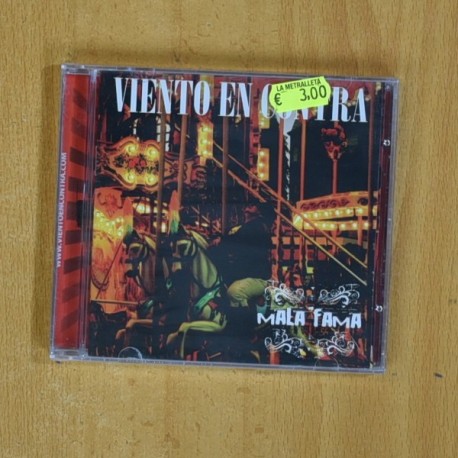 VIENTO EN CONTRA
LA METRALLETA
€ 3,00
WWW.VIENTOENCONTRA.COM
MALA FAMA